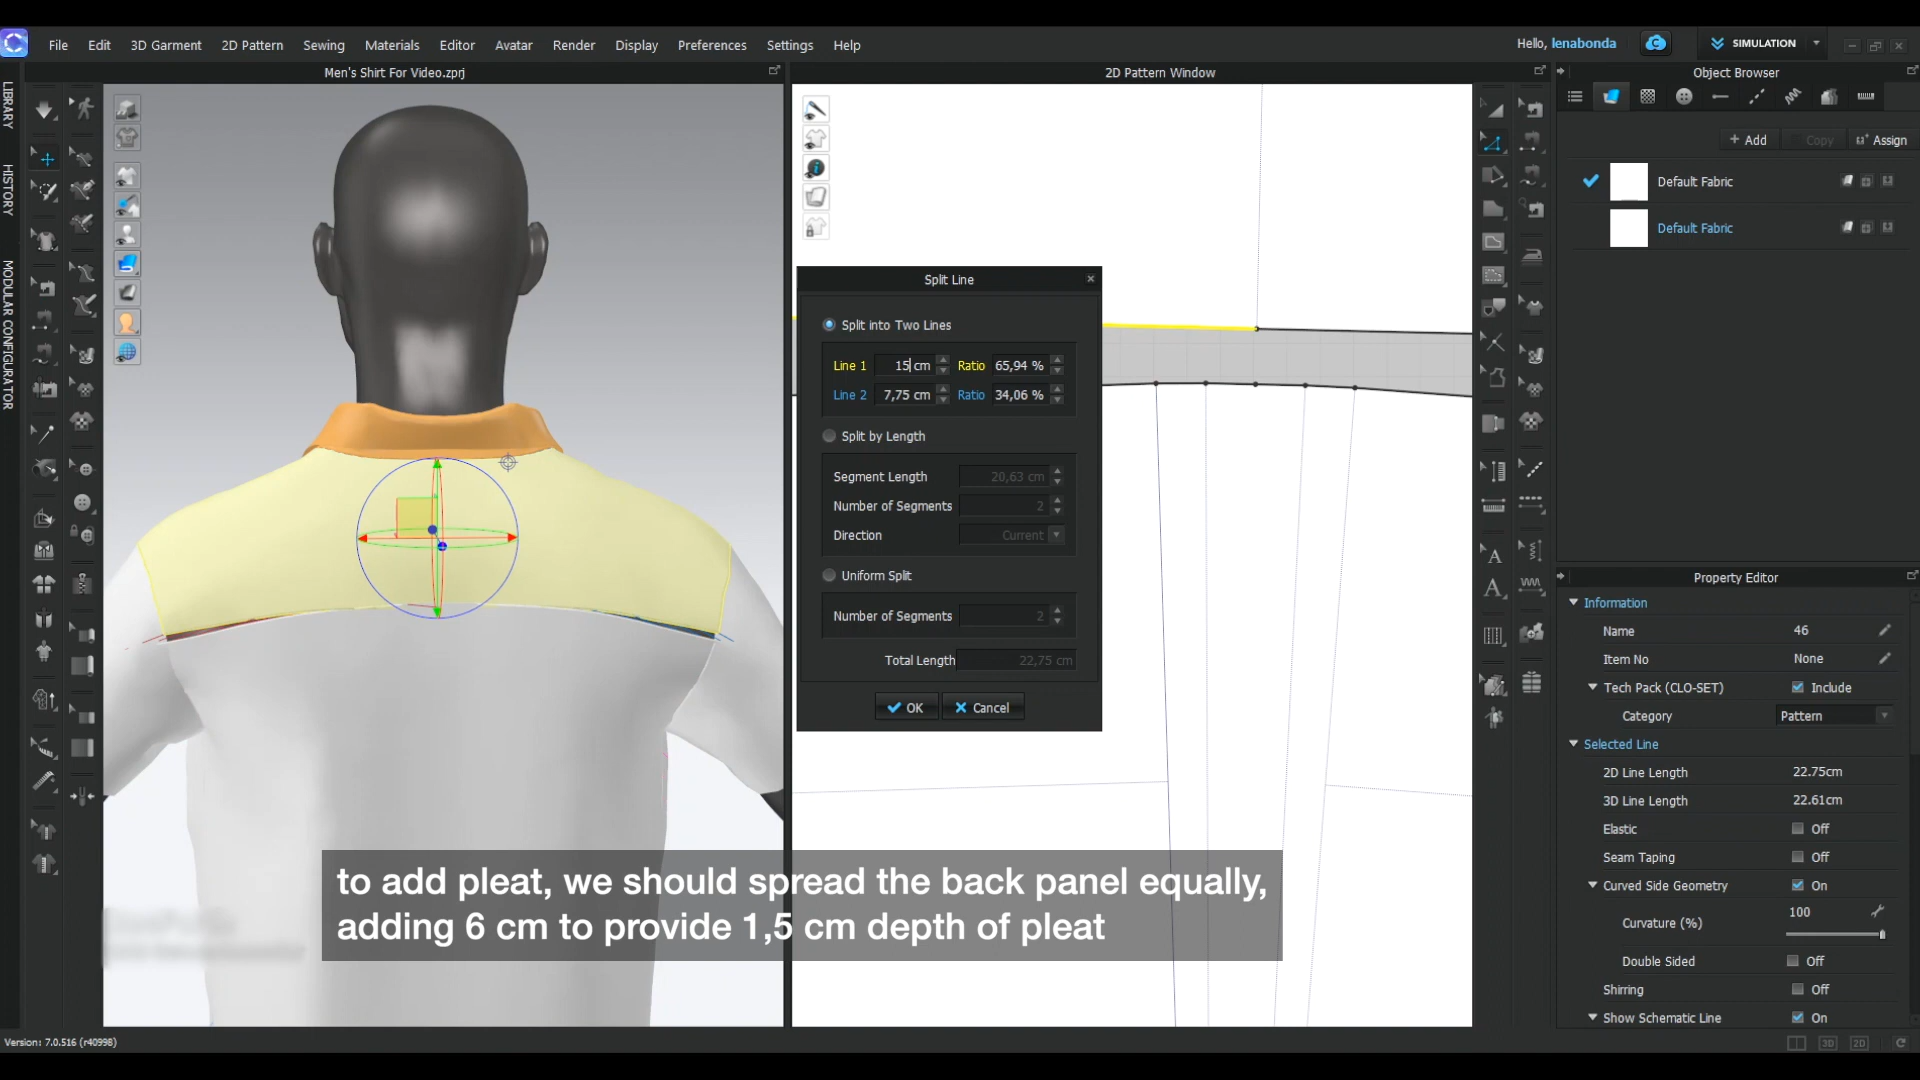 File Edit 3D Garment 2D Pattern Sewing Materials Editor Avatar Render Display Preferences Settings Help
Hello, lenabonda
SIMULATION
Men's Shirt For Video.zprj
2D Pattern Window
Object Browser
LIBRARY
HISTORY
MODULAR CONFIGURATOR
+ Add
Copy
Assign
Default Fabric
Default Fabric
Split Line
Split into Two Lines
Line 1 15 cm Ratio 65,94 %
Line 2 7,75 cm Ratio 34,06 %
Split by Length
Segment Length 20,63 cm
Number of Segments 2
Direction Current
Uniform Split
Number of Segments 2
Total Length 22,75 cm
OK
Cancel
Property Editor
Information
Name 46
Item No None
Tech Pack (CLO-SET) Include
Category Pattern
Selected Line
2D Line Length 22.75cm
3D Line Length 22.61cm
Elastic Off
Seam Taping Off
Curved Side Geometry On
Curvature (%) 100
Double Sided Off
Shirring Off
Show Schematic Line On
to add pleat, we should spread the back panel equally,
adding 6 cm to provide 1,5 cm depth of pleat
Version: 7.0.516 (r40998)
3D
2D